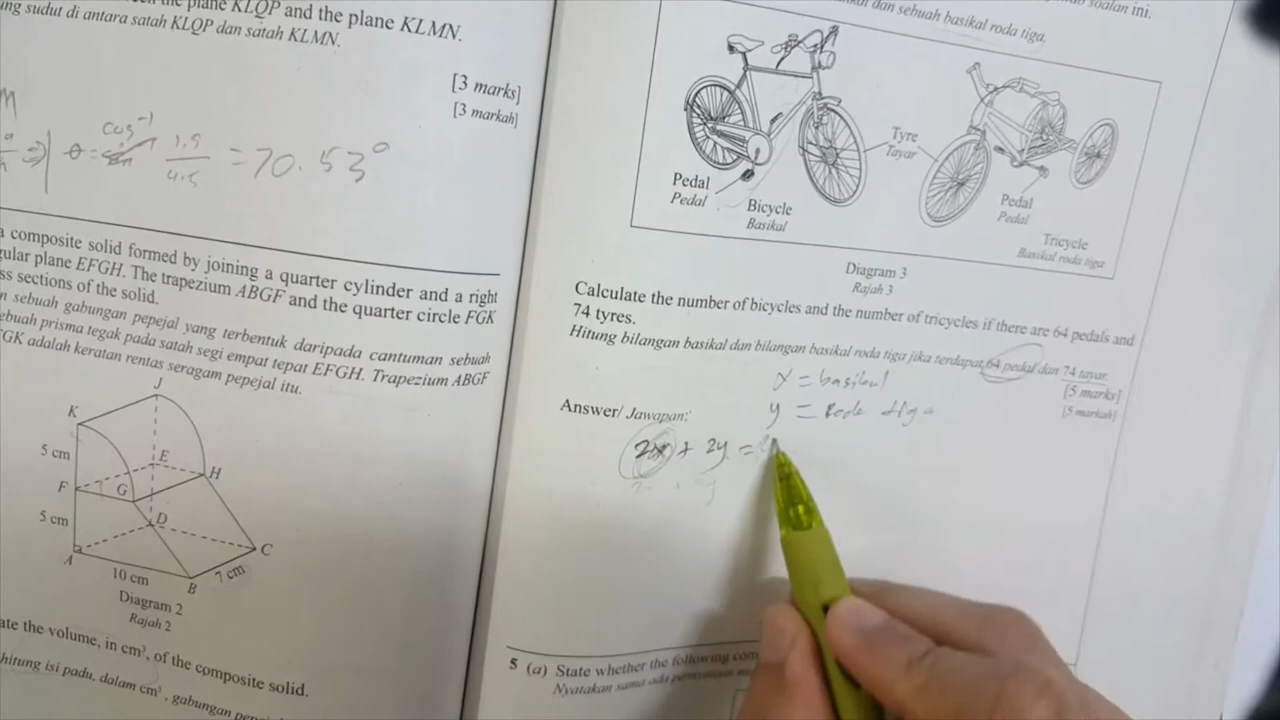 the plane KLQP and the plane KLMN.
sudut di antara satah KLQP dan satah KLMN.
[3 marks]
[3 markah]
M
cos⁻¹
θ = 1.5/4.5 = 70.53°
a composite solid formed by joining a quarter cylinder and a right
plane EFGH. The trapezium ABGF and the quarter circle FGK
sections of the solid.
sebuah gabungan pepejal yang terbentuk daripada cantuman sebuah
prisma tegak pada satah segi empat tepat EFGH. Trapezium ABGF
adalah keratan rentas seragam pepejal itu.
J
K
5 cm
E
H
F
G
5 cm
D
C
A
10 cm
B
7 cm
Diagram 2
Rajah 2
the volume, in cm³, of the composite solid.
hitung isi padu, dalam cm³, gabungan
soalan ini.
dan sebuah basikal roda tiga.
Tyre
Tayar
Pedal
Pedal
Bicycle
Basikal
Pedal
Pedal
Tricycle
Basikal roda tiga
Diagram 3
Rajah 3
Calculate the number of bicycles and the number of tricycles if there are 64 pedals and
74 tyres.
Hitung bilangan basikal dan bilangan basikal roda tiga jika terdapat 64 pedal dan 74 tayar.
[5 marks]
[5 markah]
x = basikal
y = roda tiga
Answer/ Jawapan:
2x + 2y =
5 (a) State whether the following
Nyatakan sama ada